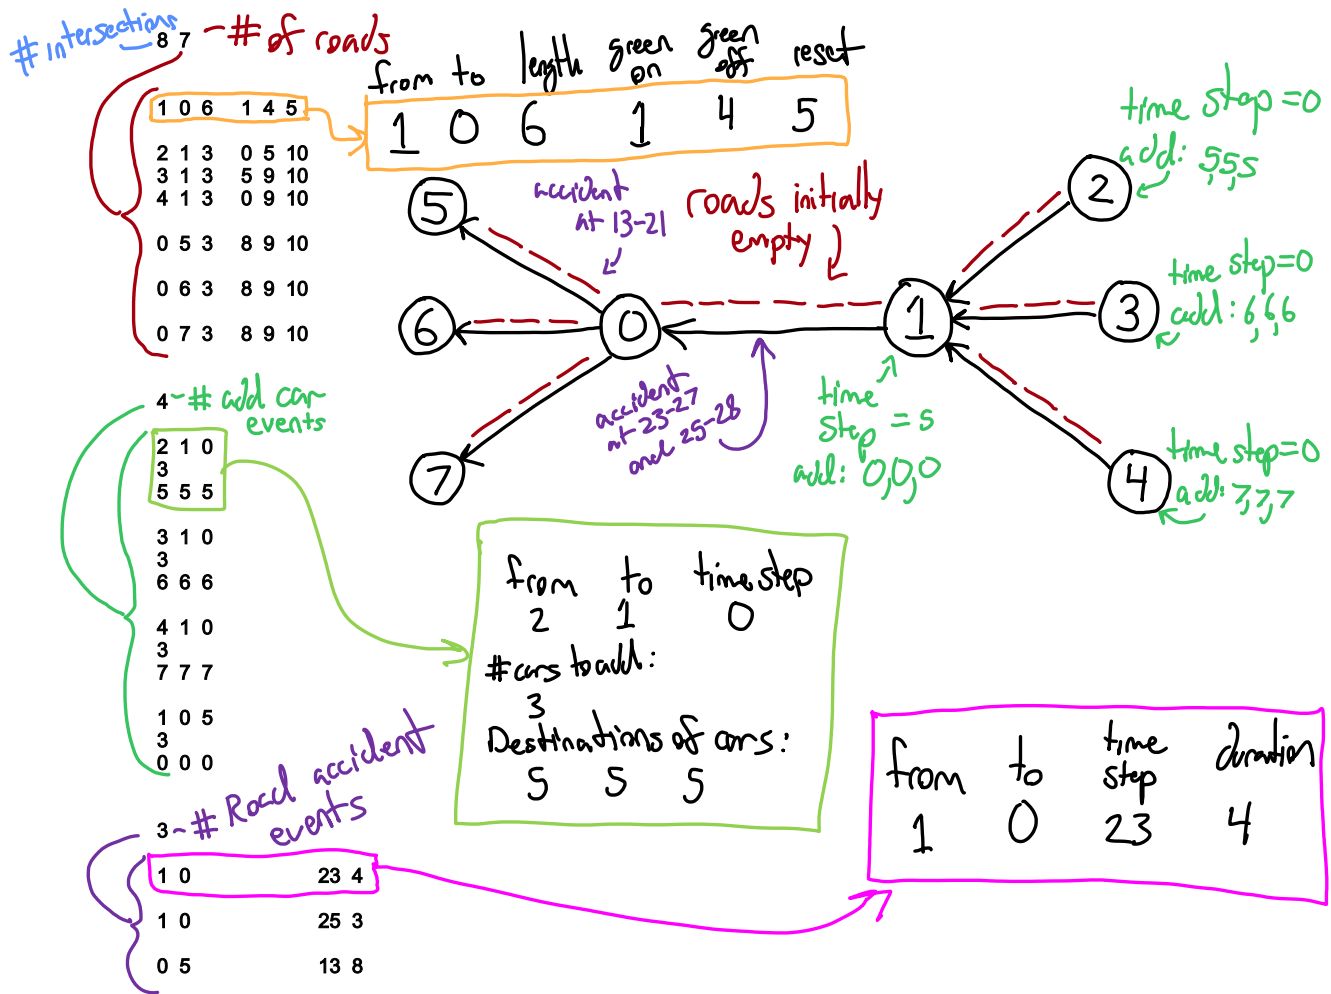 # intersections
8 7 ~ # of roads
from to length green on green off reset
1 0 6 1 4 5
1 0 6 1 4 5
2 1 3 0 5 10
3 1 3 5 9 10
4 1 3 0 9 10
0 5 3 8 9 10
0 6 3 8 9 10
0 7 3 8 9 10
time step = 0
add: 5,5,5
2
accident
at 13-21
roads initially
empty
5
6
0
1
3
time step=0
add: 6,6,6
7
accident
at 23-27
and 25-28
time
step = 5
add: 0,0,0
4
time step=0
add: 7,7,7
4 ~ # add car
events
2 1 0
3
5 5 5
3 1 0
3
6 6 6
4 1 0
3
7 7 7
1 0 5
3
0 0 0
from to time step
2 1 0
# cars to add:
3
Destinations of cars:
5 5 5
3 ~ # Road accident
events
1 0 23 4
1 0 25 3
0 5 13 8
from to time step duration
1 0 23 4